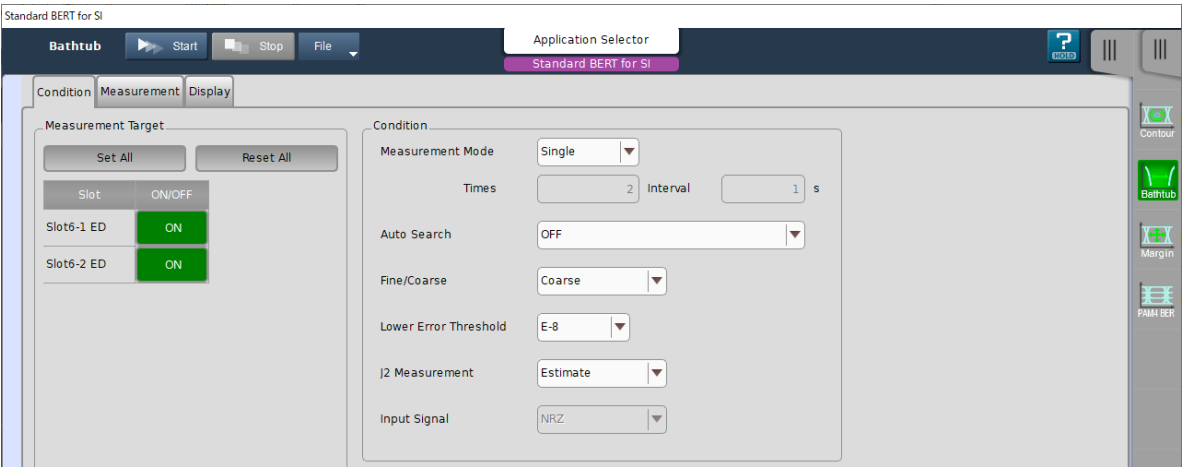 Standard BERT for SI
Bathtub Start Stop File Application Selector ? HOLD
Standard BERT for SI
Condition Measurement Display
Measurement Target
Set All Reset All
Slot ON/OFF
Slot6-1 ED ON
Slot6-2 ED ON
Condition
Measurement Mode Single
Times 2 Interval 1 s
Auto Search OFF
Fine/Coarse Coarse
Lower Error Threshold E-8
J2 Measurement Estimate
Input Signal NRZ
Contour
Bathtub
Margin
PAM4 BER